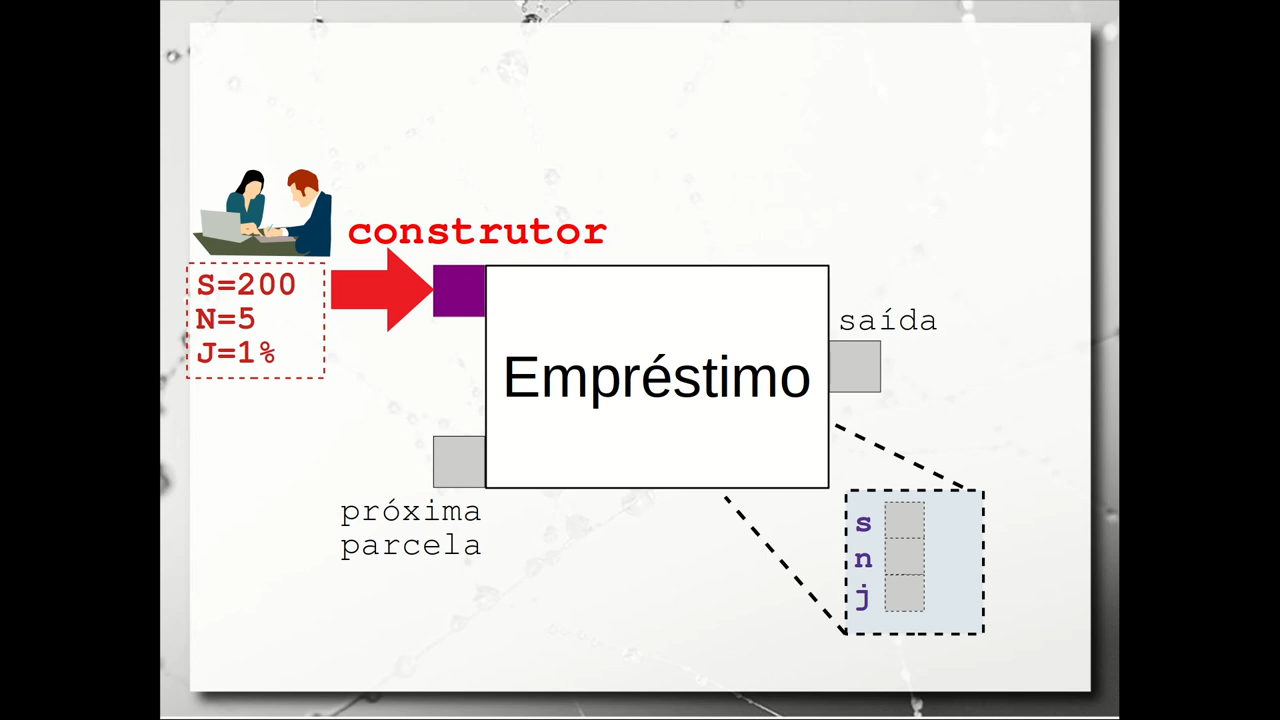 construtor
S=200
N=5
J=1%
saída
Empréstimo
próxima
parcela
s
n
j